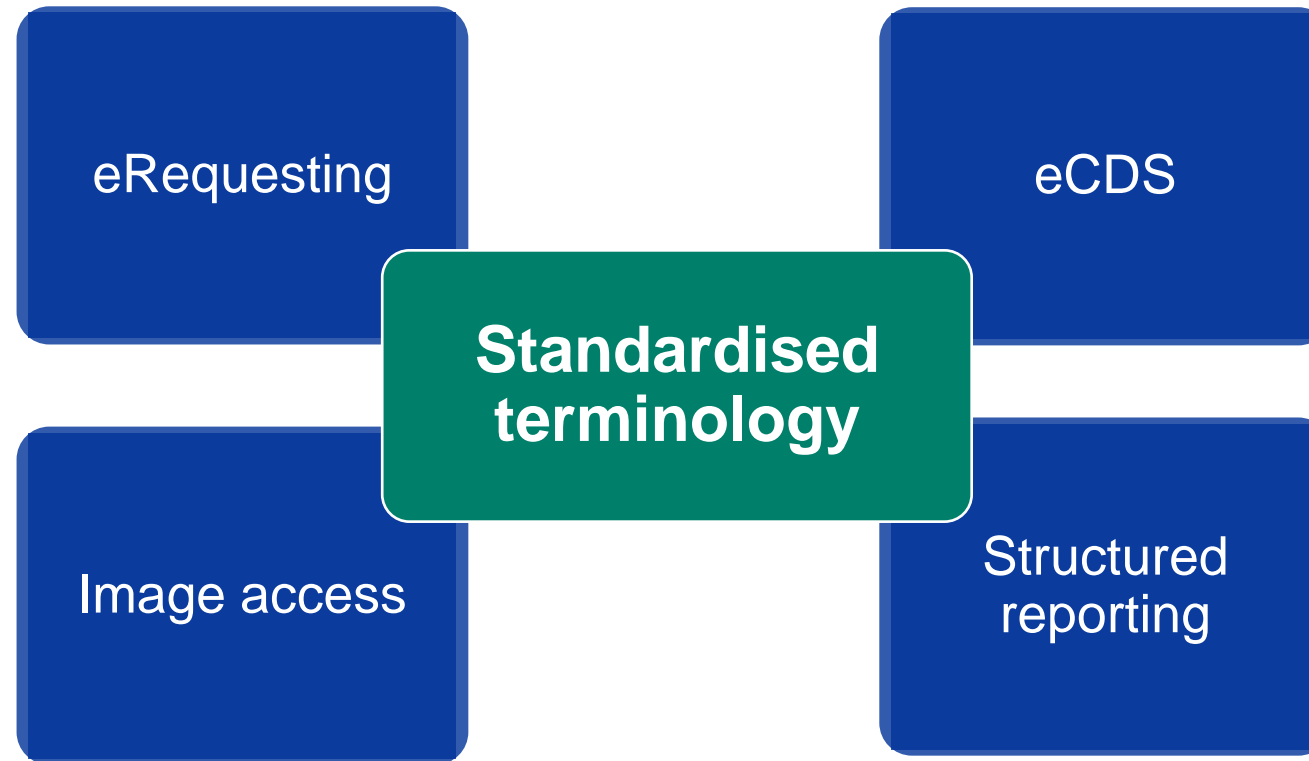 eRequesting
eCDS
Standardised
terminology
Image access
Structured
reporting